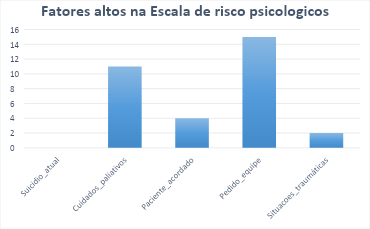 Fatores altos na Escala de risco psicologicos
16
14
12
10
8
6
4
2
0
Suicidio_atual
Cuidados_paliativos
Paciente_acordado
Pedido_equipe
Situacoes_traumáticas